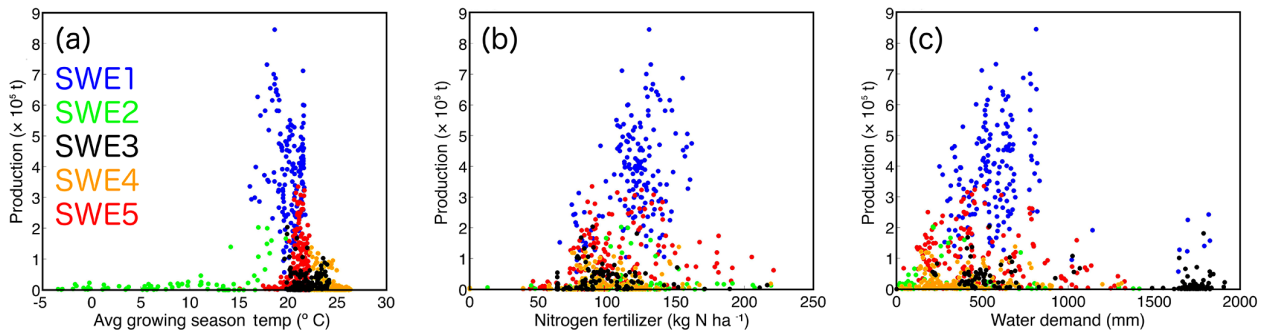 (a)
SWE1
SWE2
SWE3
SWE4
SWE5
Production (× 10⁵ t)
9
8
7
6
5
4
3
2
1
0
-5 0 5 10 15 20 25 30
Avg growing season temp (º C)
(b)
Production (× 10⁵ t)
9
8
7
6
5
4
3
2
1
0
0 50 100 150 200 250
Nitrogen fertilizer (kg N ha ⁻¹)
(c)
Production (× 10⁵ t)
9
8
7
6
5
4
3
2
1
0
0 500 1000 1500 2000
Water demand (mm)